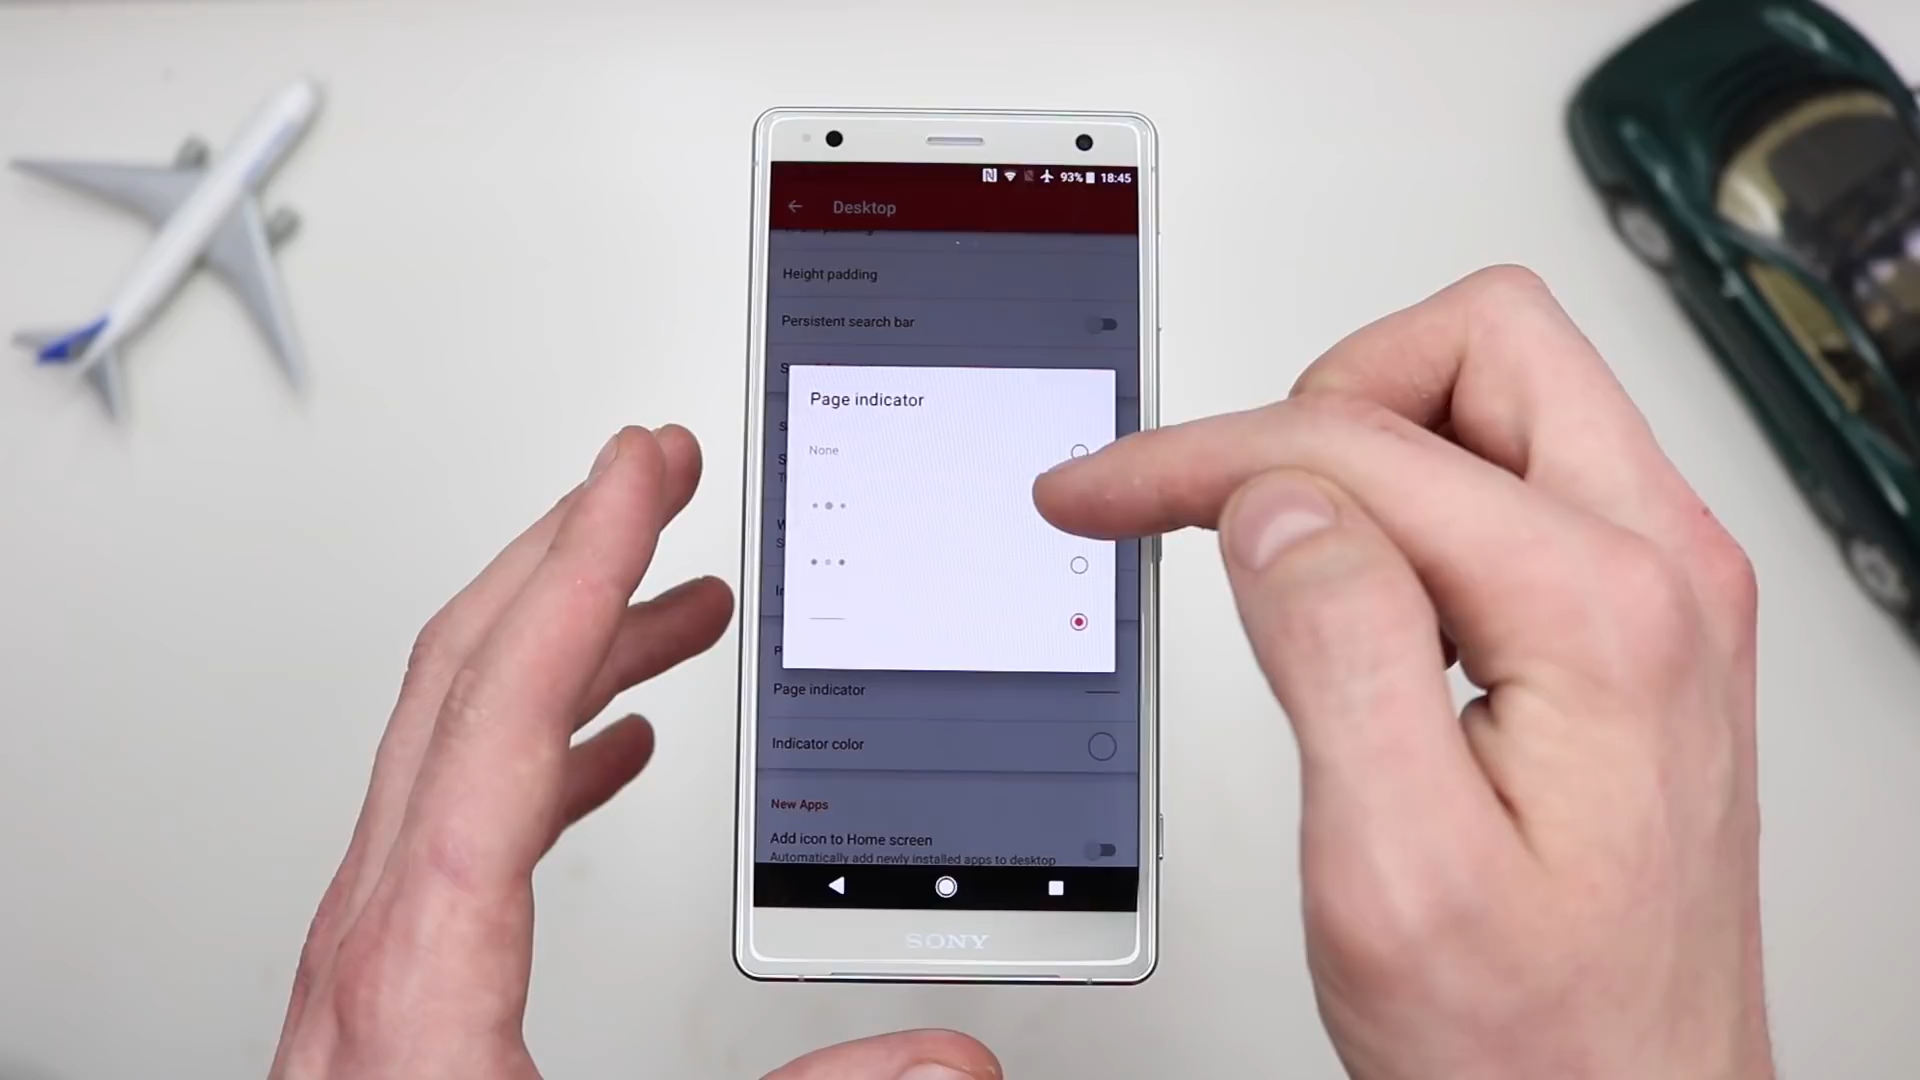 93% 18:45
Desktop
Height padding
Persistent search bar
Page indicator
None
Page indicator
Indicator color
New Apps
Add icon to Home screen
Automatically add newly installed apps to desktop
SONY